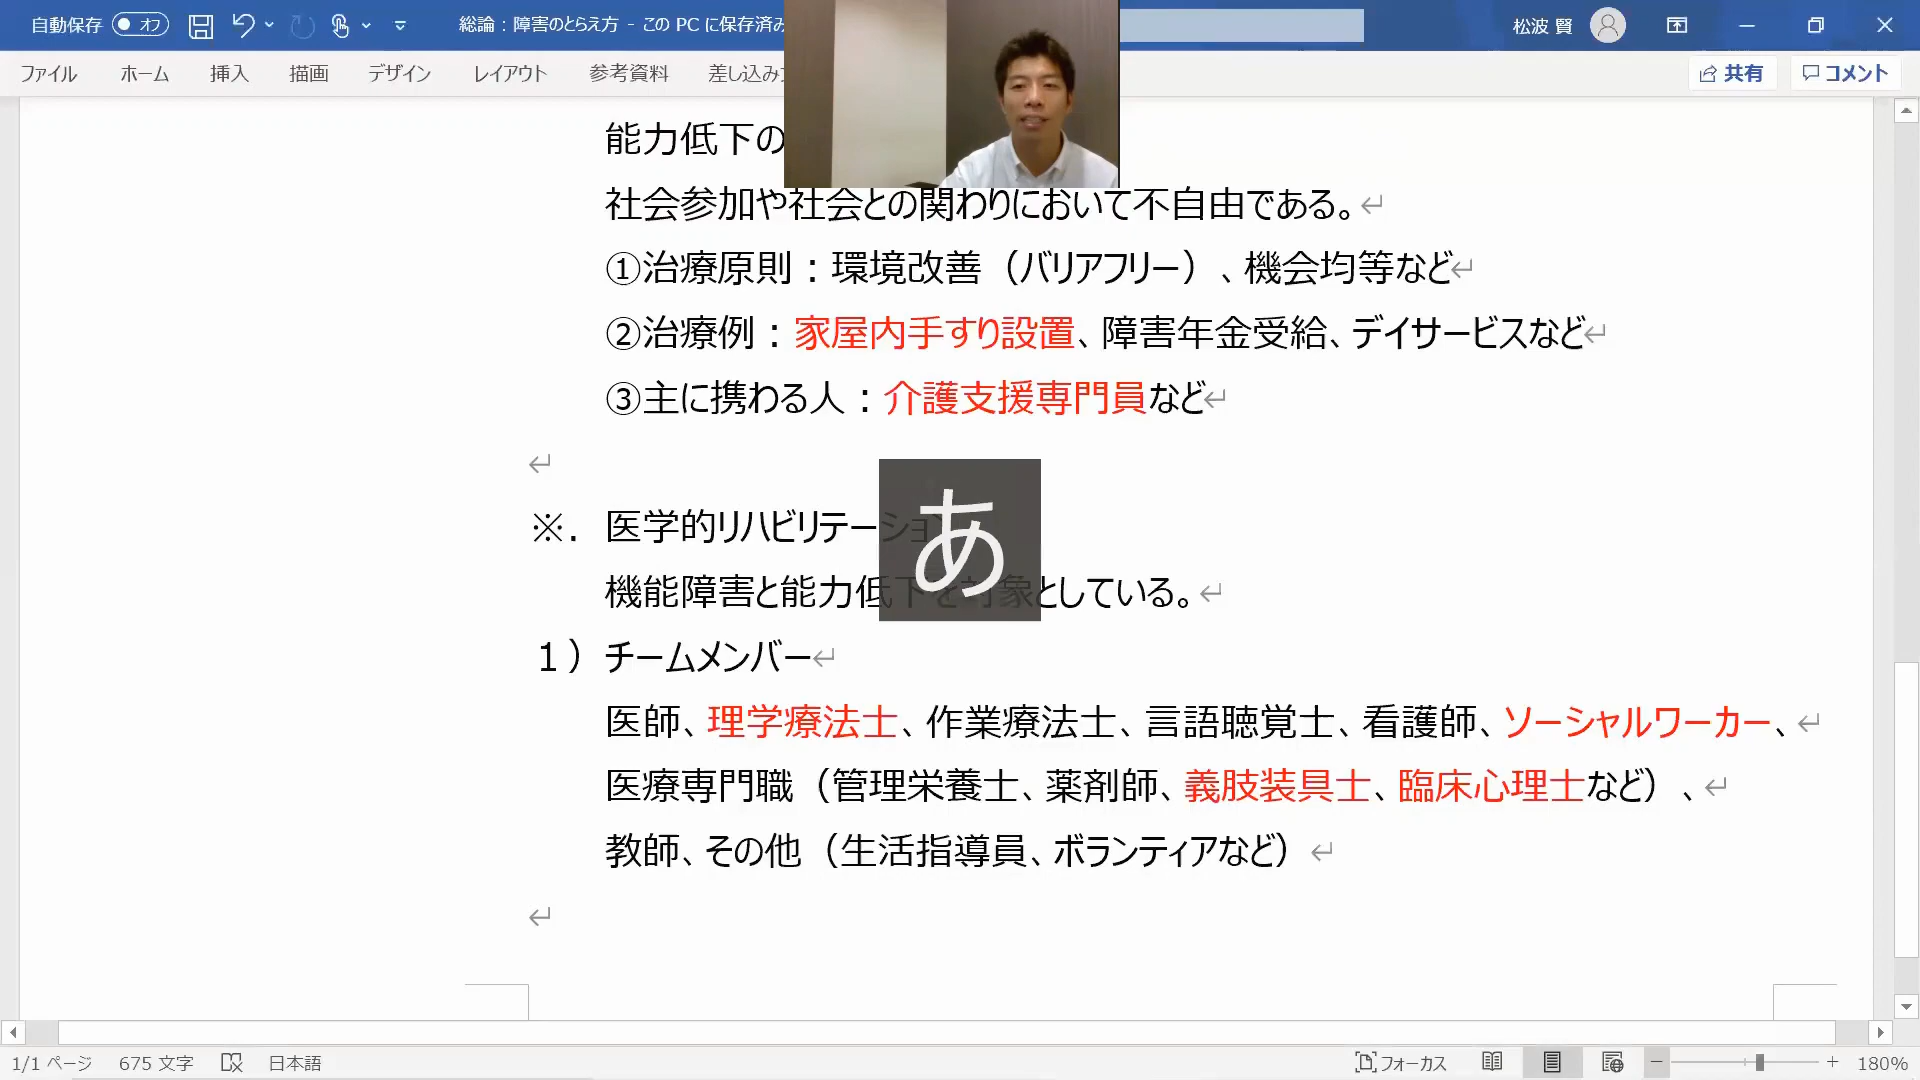 自動保存 オフ 総論：障害のとらえ方 - この PC に保存済み 松波 賢
ファイル ホーム 挿入 描画 デザイン レイアウト 参考資料 差し込み 共有 コメント
能力低下の
社会参加や社会との関わりにおいて不自由である。
①治療原則：環境改善（バリアフリー）、機会均等など
②治療例：家屋内手すり設置、障害年金受給、デイサービスなど
③主に携わる人：介護支援専門員など
※．医学的リハビリテーション
あ
機能障害と能力低下を対象としている。
１）チームメンバー
医師、理学療法士、作業療法士、言語聴覚士、看護師、ソーシャルワーカー、
医療専門職（管理栄養士、薬剤師、義肢装具士、臨床心理士など）、
教師、その他（生活指導員、ボランティアなど）
1/1 ページ 675 文字 日本語 フォーカス 180%